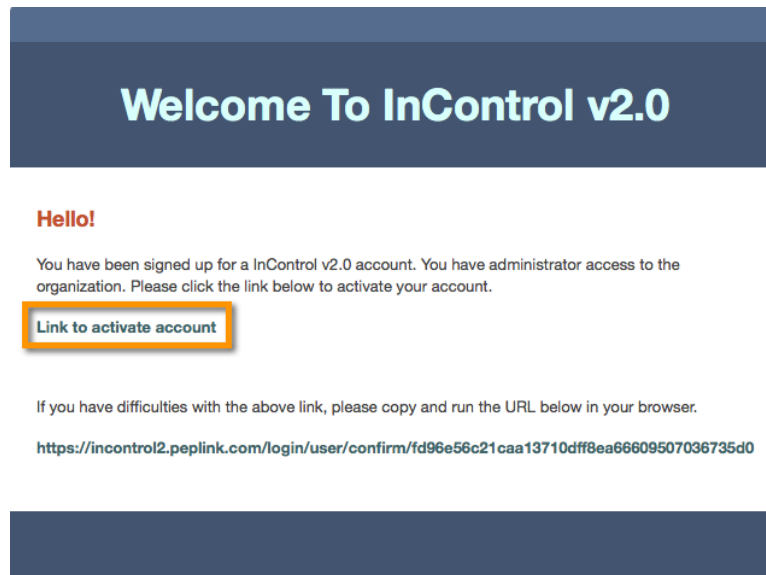 Welcome To InControl v2.0
Hello!
You have been signed up for a InControl v2.0 account. You have administrator access to the
organization. Please click the link below to activate your account.
Link to activate account
If you have difficulties with the above link, please copy and run the URL below in your browser.
https://incontrol2.peplink.com/login/user/confirm/fd96e56c21caa13710dff8ea66609507036735d0